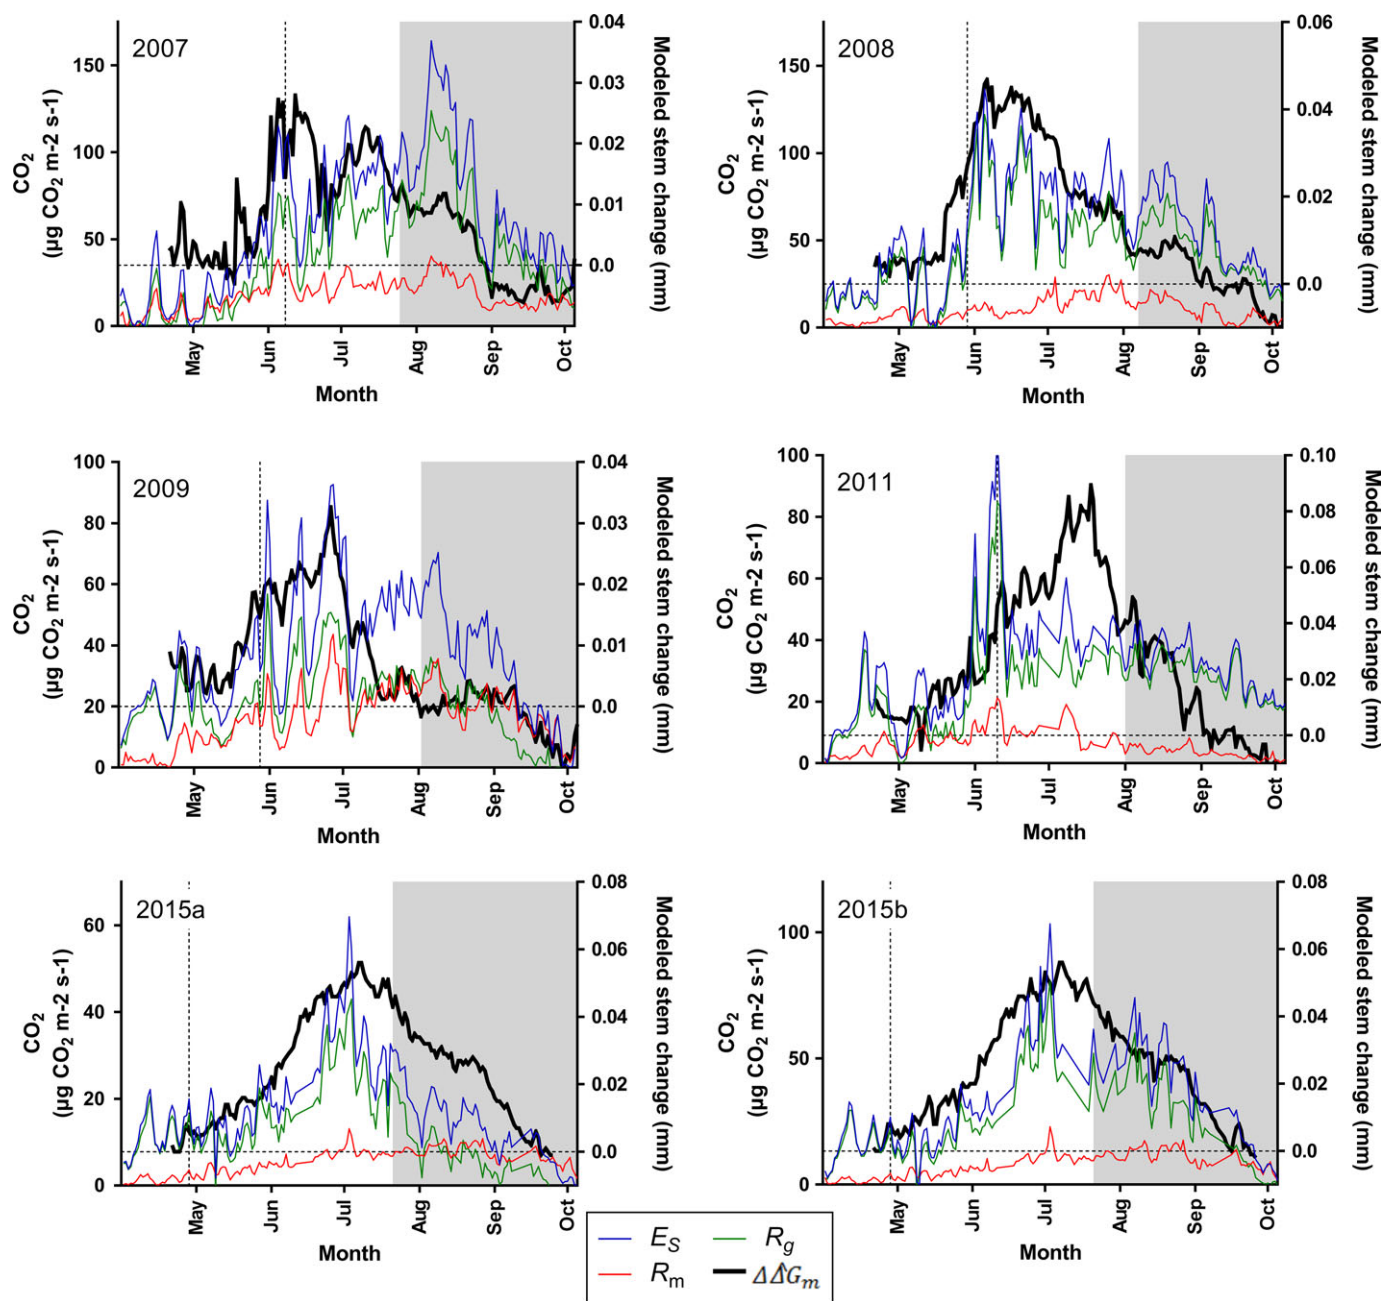 2007
CO2
(µg CO2 m-2 s-1)
150
100
50
0
0.04
0.03
0.02
0.01
0.0
Modeled stem change (mm)
May
Jun
Jul
Aug
Sep
Oct
Month
2008
CO2
(µg CO2 m-2 s-1)
150
100
50
0
0.06
0.04
0.02
0.0
Modeled stem change (mm)
May
Jun
Jul
Aug
Sep
Oct
Month
2009
CO2
(µg CO2 m-2 s-1)
100
80
60
40
20
0
0.04
0.03
0.02
0.01
0.0
Modeled stem change (mm)
May
Jun
Jul
Aug
Sep
Oct
Month
2011
CO2
(µg CO2 m-2 s-1)
100
80
60
40
20
0
0.10
0.08
0.06
0.04
0.02
0.0
Modeled stem change (mm)
May
Jun
Jul
Aug
Sep
Oct
Month
2015a
CO2
(µg CO2 m-2 s-1)
60
40
20
0
0.08
0.06
0.04
0.02
0.0
Modeled stem change (mm)
May
Jun
Jul
Aug
Sep
Oct
Month
2015b
CO2
(µg CO2 m-2 s-1)
100
50
0
0.08
0.06
0.04
0.02
0.0
Modeled stem change (mm)
May
Jun
Jul
Aug
Sep
Oct
Month
ES
Rg
Rm
ΔΔ̂Gm